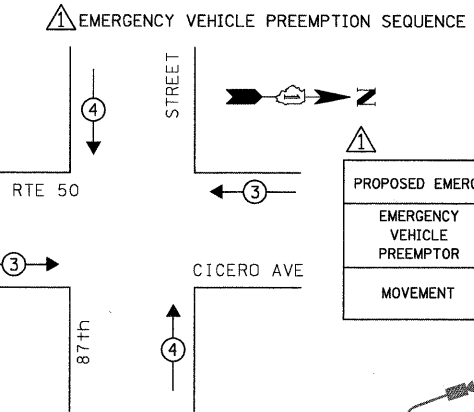 1 EMERGENCY VEHICLE PREEMPTION SEQUENCE
4
STREET
N
1
RTE 50
3
PROPOSED EMERG
EMERGENCY
VEHICLE
PREEMPTOR
MOVEMENT
3
CICERO AVE
87th
4